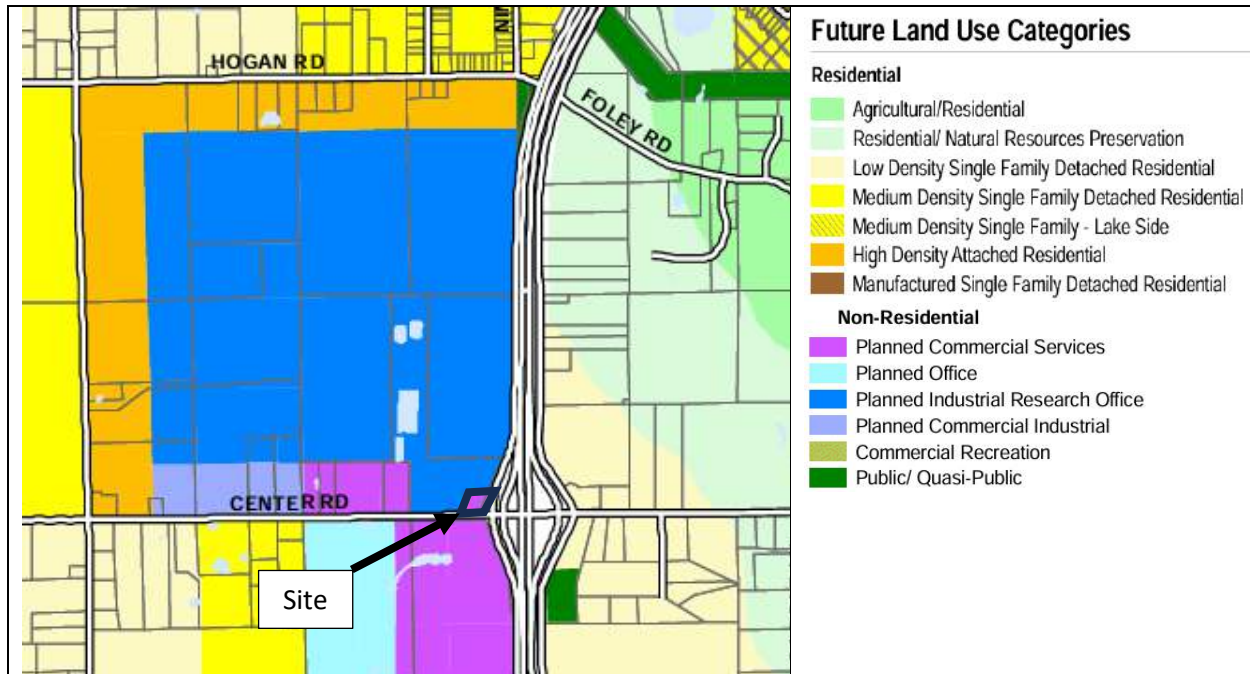 HOGAN RD
FOLEY RD
CENTER RD
Site
Future Land Use Categories
Residential
Agricultural/Residential
Residential/ Natural Resources Preservation
Low Density Single Family Detached Residential
Medium Density Single Family Detached Residential
Medium Density Single Family - Lake Side
High Density Attached Residential
Manufactured Single Family Detached Residential
Non-Residential
Planned Commercial Services
Planned Office
Planned Industrial Research Office
Planned Commercial Industrial
Commercial Recreation
Public/ Quasi-Public